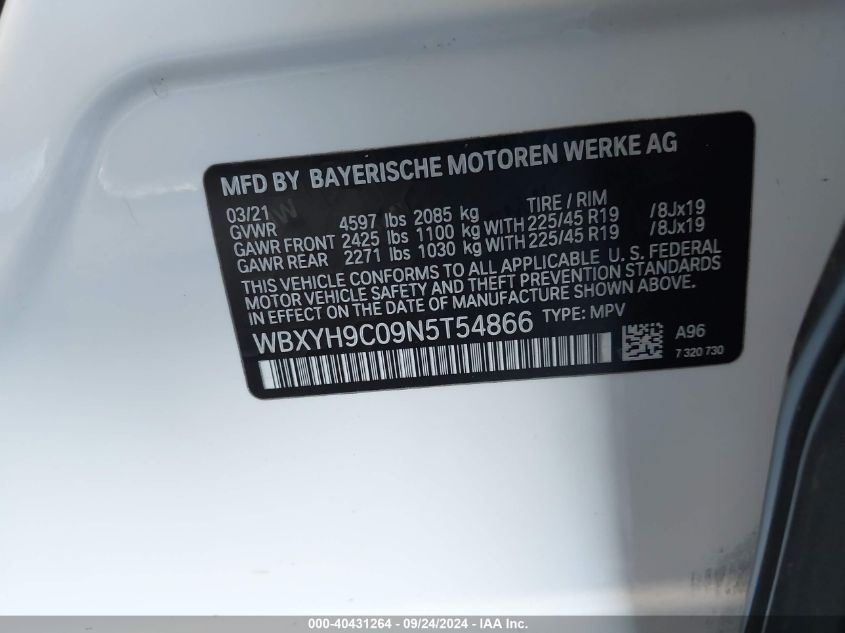 MFD BY BAYERISCHE MOTOREN WERKE AG
03/21 TIRE / RIM
GVWR 4597 lbs 2085 kg
GAWR FRONT 2425 lbs 1100 kg WITH 225/45 R19 /8Jx19
GAWR REAR 2271 lbs 1030 kg WITH 225/45 R19 /8Jx19
THIS VEHICLE CONFORMS TO ALL APPLICABLE U. S. FEDERAL
MOTOR VEHICLE SAFETY AND THEFT PREVENTION STANDARDS
IN EFFECT ON THE DATE OF MANUFACTURE SHOWN ABOVE.
WBXYH9C09N5T54866 TYPE: MPV
A96
7 320 730
000-40431264 - 09/24/2024 - IAA Inc.